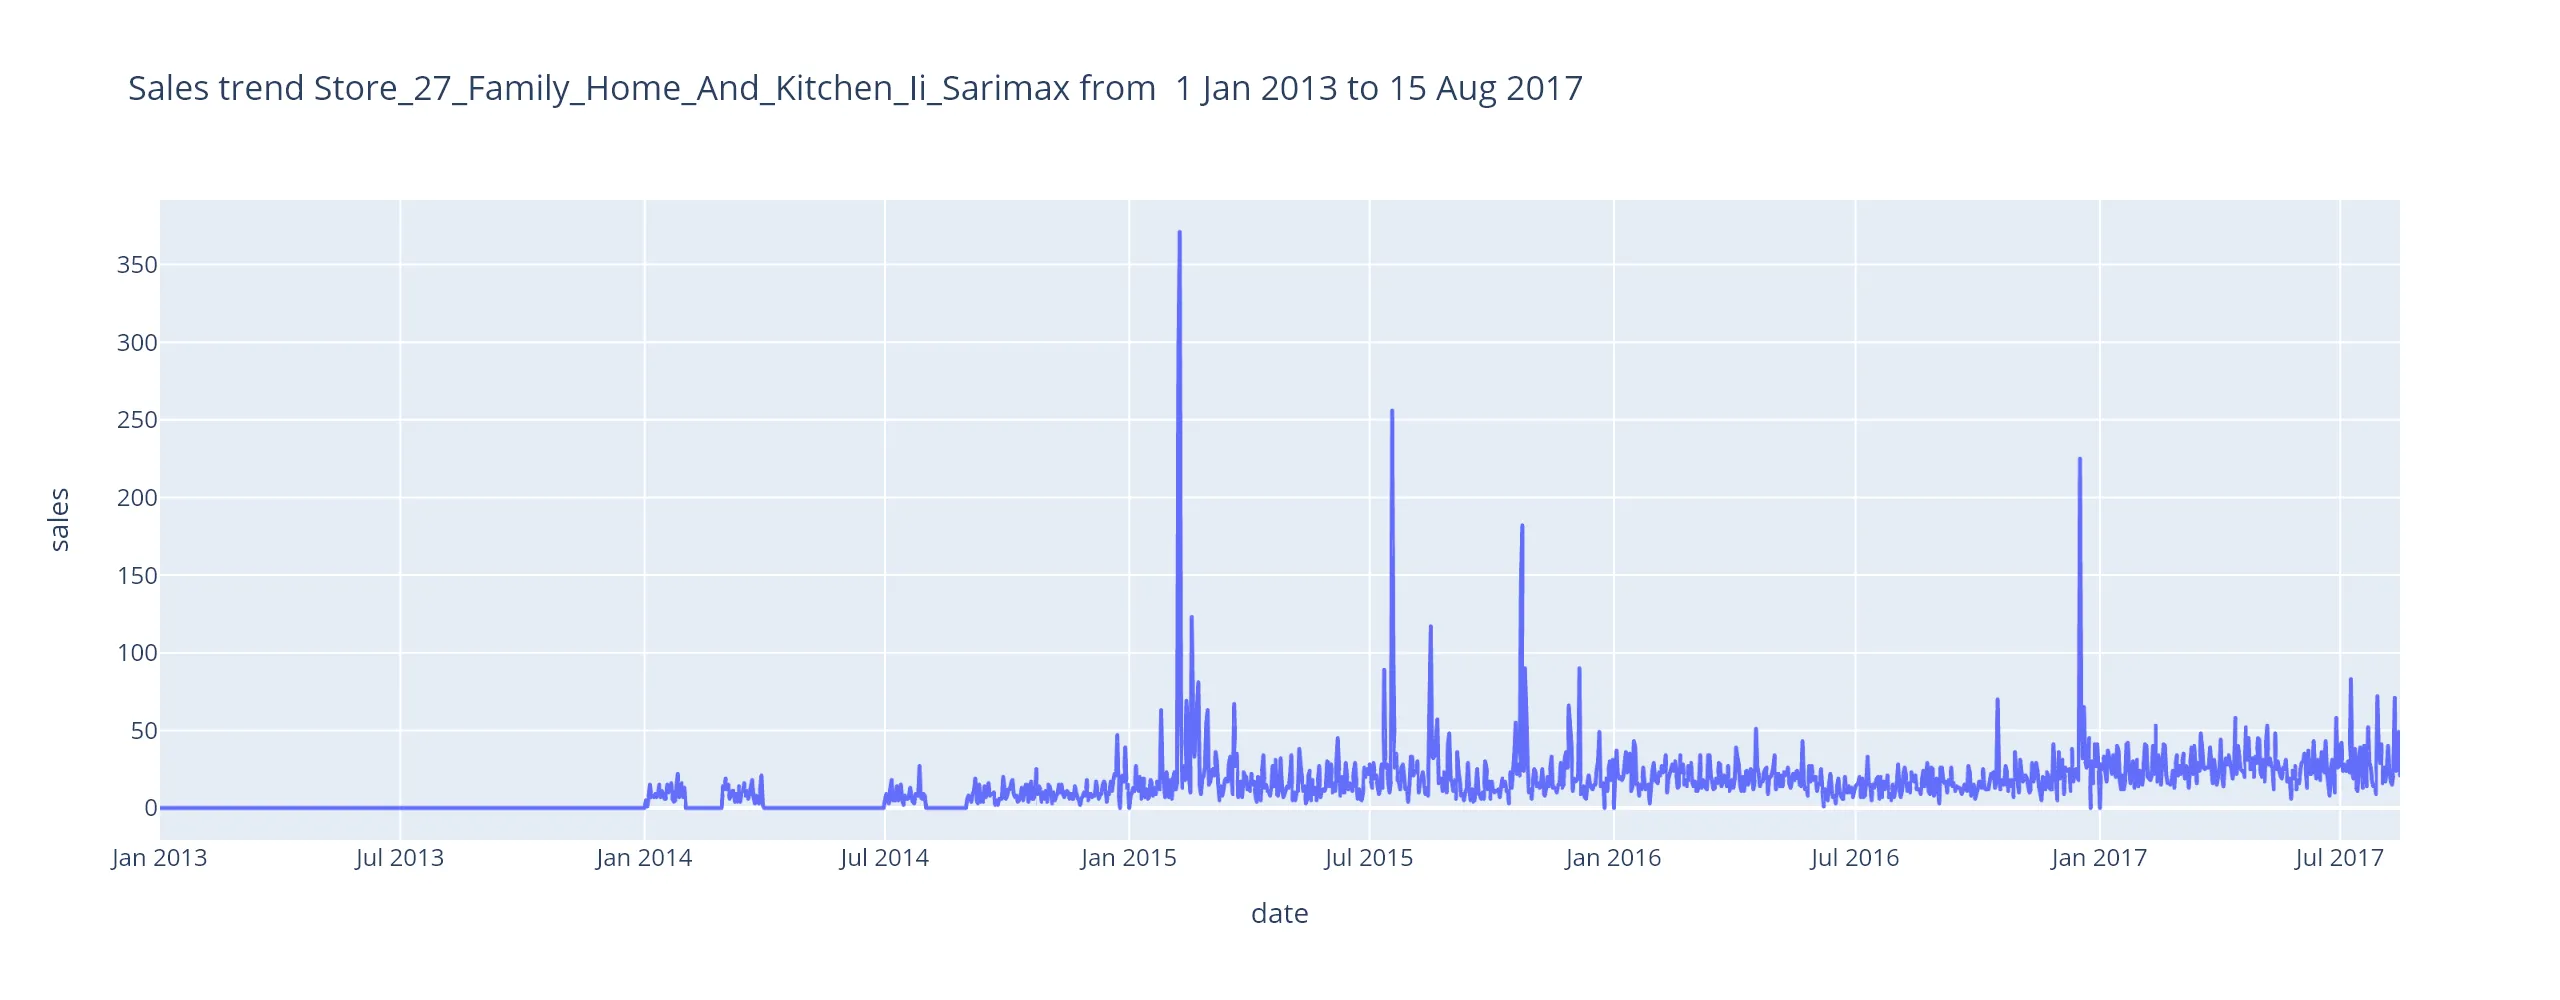 Sales trend Store_27_Family_Home_And_Kitchen_Ii_Sarimax from  1 Jan 2013 to 15 Aug 2017
350
300
250
200
150
100
50
0
sales
Jan 2013 Jul 2013 Jan 2014 Jul 2014 Jan 2015 Jul 2015 Jan 2016 Jul 2016 Jan 2017 Jul 2017
date